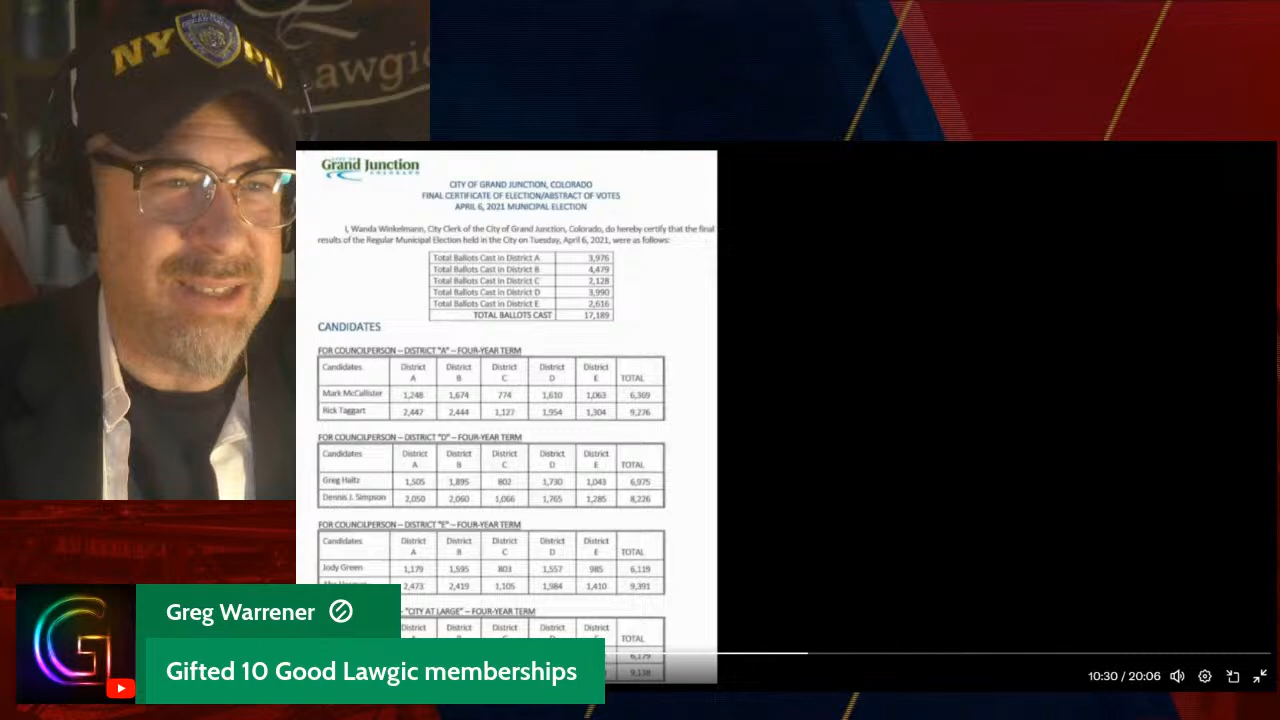 NYPD
Lawgic
Grand Junction
COLORADO
CITY OF GRAND JUNCTION, COLORADO
FINAL CERTIFICATE OF ELECTION/ABSTRACT OF VOTES
APRIL 6, 2021 MUNICIPAL ELECTION
I, Wanda Winkelmann, City Clerk of the City of Grand Junction, Colorado, do hereby certify that the final
results of the Regular Municipal Election held in the City on Tuesday, April 6, 2021, were as follows:
Total Ballots Cast in District A 3,976
Total Ballots Cast in District B 4,479
Total Ballots Cast in District C 2,128
Total Ballots Cast in District D 3,990
Total Ballots Cast in District E 2,616
TOTAL BALLOTS CAST 17,189
CANDIDATES
FOR COUNCILPERSON – DISTRICT "A" – FOUR-YEAR TERM
Candidates District A District B District C District D District E TOTAL
Mark McCallister 1,248 1,674 774 1,610 1,063 6,369
Rick Taggart 2,447 2,444 1,127 1,954 1,304 9,276
FOR COUNCILPERSON – DISTRICT "D" – FOUR-YEAR TERM
Candidates District A District B District C District D District E TOTAL
Greg Haitz 1,505 1,895 802 1,730 1,043 6,975
Dennis J. Simpson 2,050 2,060 1,066 1,765 1,285 8,226
FOR COUNCILPERSON – DISTRICT "E" – FOUR-YEAR TERM
Candidates District A District B District C District D District E TOTAL
Jody Green 1,179 1,595 803 1,557 985 6,119
2,473 2,419 1,105 1,984 1,410 9,391
"CITY AT LARGE" – FOUR-YEAR TERM
District District District District TOTAL
6,179
9,138
G
Greg Warrener
Gifted 10 Good Lawgic memberships
10:30 / 20:06